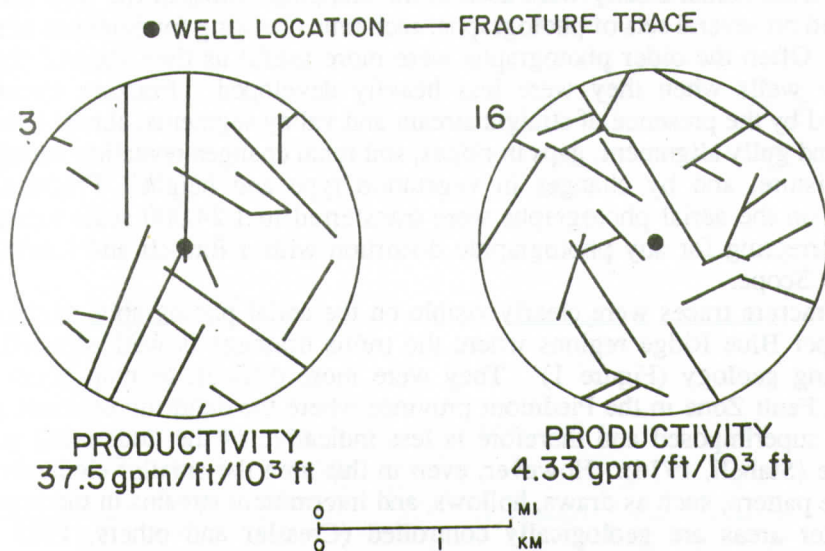 WELL LOCATION — FRACTURE TRACE
3
16
PRODUCTIVITY
37.5 gpm/ft/10³ ft
PRODUCTIVITY
4.33 gpm/ft/10³ ft
0 1 MI
0 1 KM